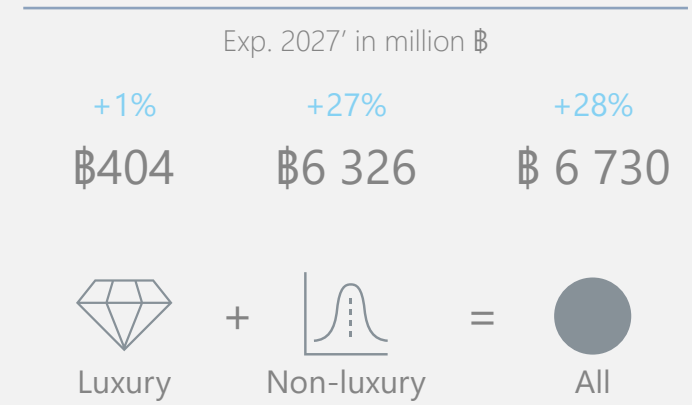 Exp. 2027’ in million ฿
+1% +27% +28%
฿404 ฿6 326 ฿ 6 730
+ =
Luxury Non-luxury All